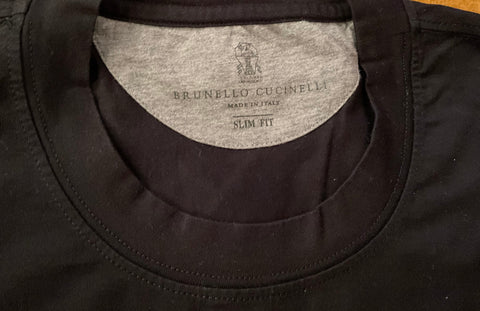 BRUNELLO CUCINELLI
MADE IN ITALY
SLIM FIT